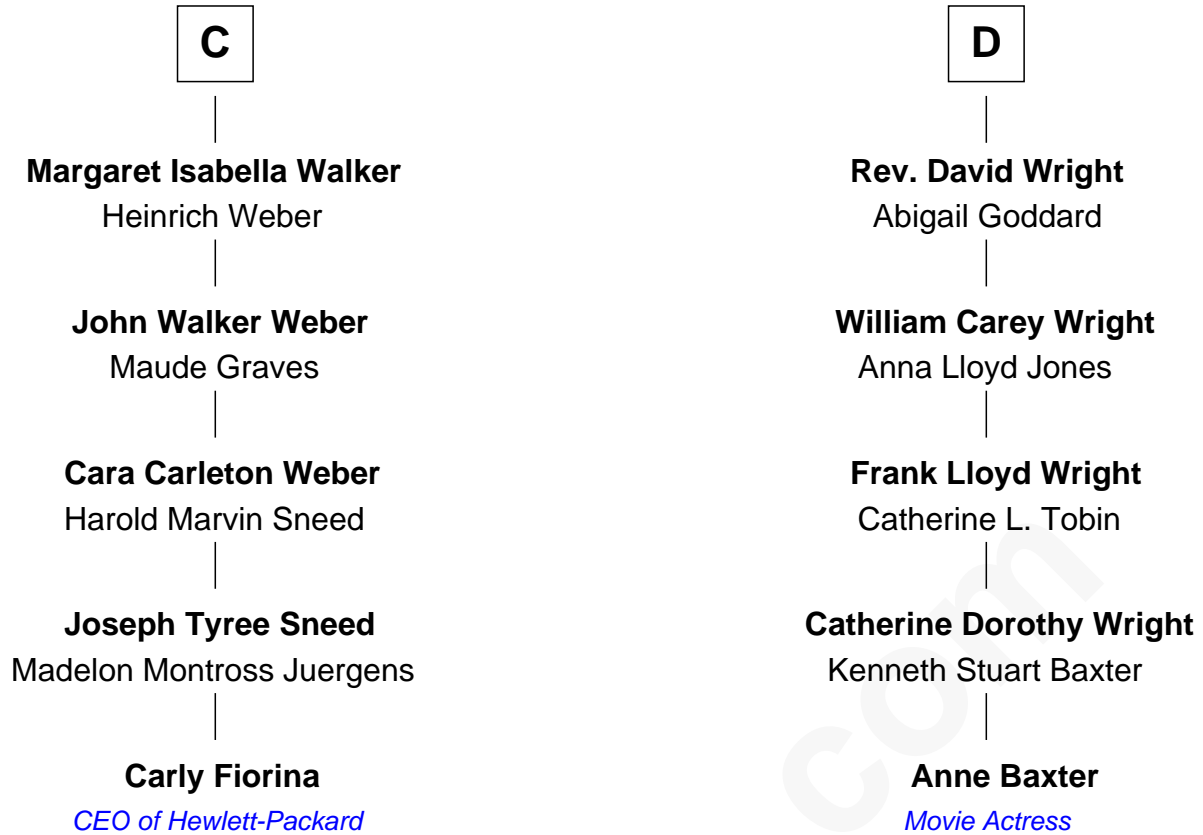 C
Margaret Isabella Walker
Heinrich Weber
John Walker Weber
Maude Graves
Cara Carleton Weber
Harold Marvin Sneed
Joseph Tyree Sneed
Madelon Montross Juergens
Carly Fiorina
CEO of Hewlett-Packard
D
Rev. David Wright
Abigail Goddard
William Carey Wright
Anna Lloyd Jones
Frank Lloyd Wright
Catherine L. Tobin
Catherine Dorothy Wright
Kenneth Stuart Baxter
Anne Baxter
Movie Actress
com